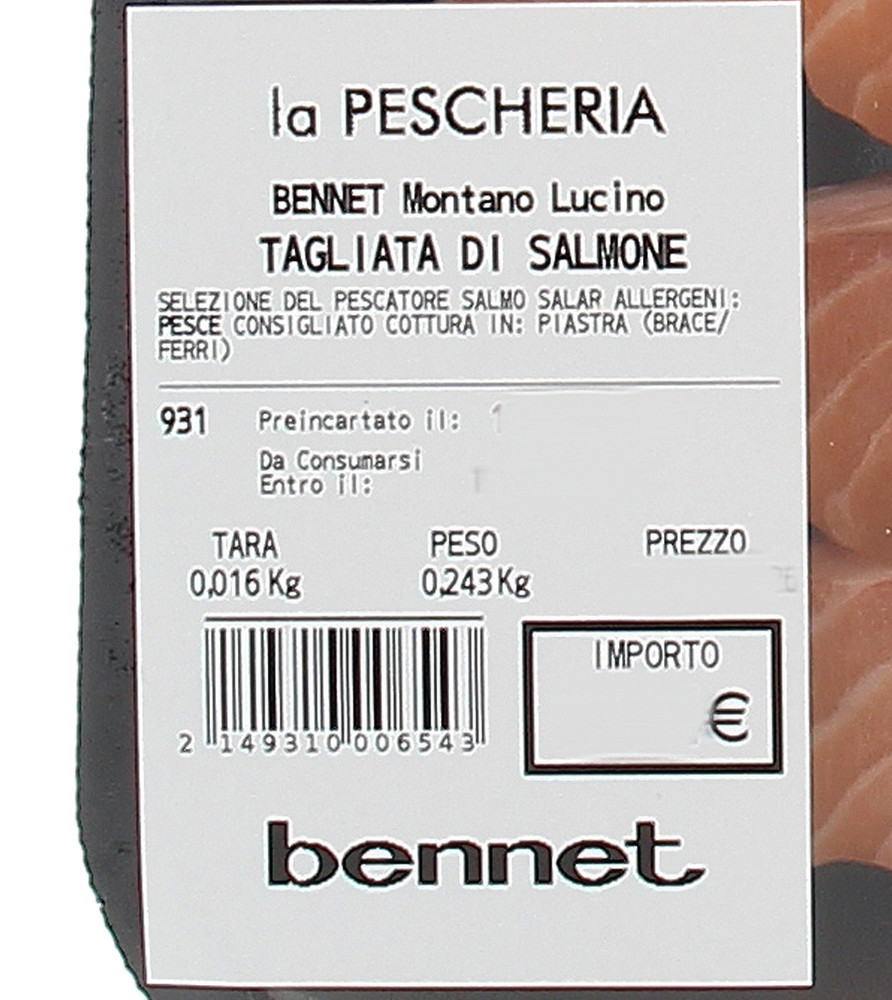 la PESCHERIA
BENNET Montano Lucino
TAGLIATA DI SALMONE
SELEZIONE DEL PESCATORE SALMO SALAR ALLERGENI:
PESCE CONSIGLIATO COTTURA IN: PIASTRA (BRACE/
FERRI)
931 Preincartato il:
Da Consumarsi
Entro il:
TARA PESO PREZZO
0,016 Kg 0,243 Kg
IMPORTO
€
2 149310 006543
bennet